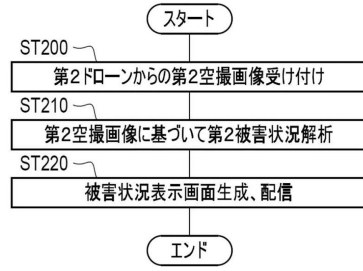 スタート
ST200
第2ドローンからの第2空撮画像受け付け
ST210
第2空撮画像に基づいて第2被害状況解析
ST220
被害状況表示画面生成、配信
エンド